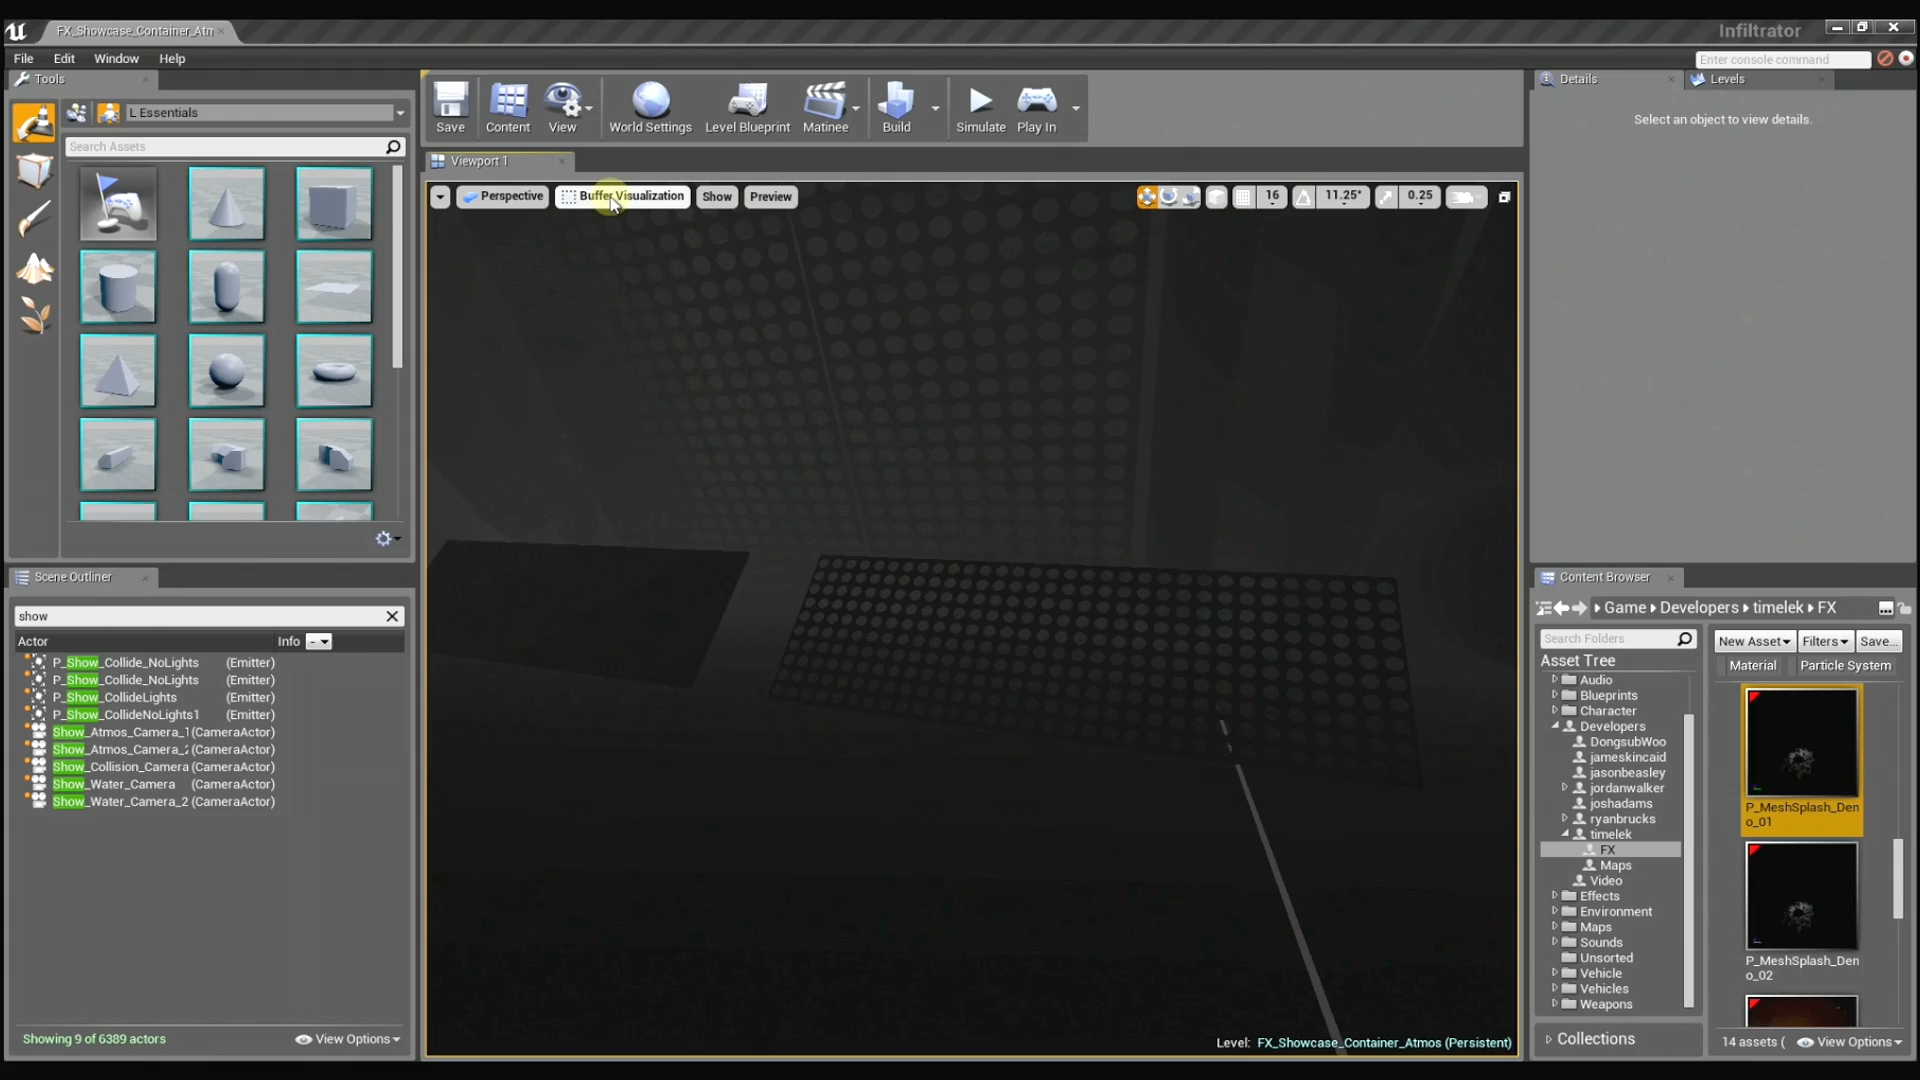 FX_Showcase_Container_Atm
Infiltrator
File Edit Window Help
Enter console command
Tools
L Essentials
Search Assets
Save
Content
View
World Settings
Level Blueprint
Matinee
Build
Simulate
Play In
Details
Levels
Select an object to view details.
Viewport 1
Perspective
Buffer Visualization
Show
Preview
16
11.25°
0.25
Scene Outliner
show
Actor
Info
P_Show_Collide_NoLights (Emitter)
P_Show_Collide_NoLights (Emitter)
P_Show_CollideLights (Emitter)
P_Show_CollideNoLights1 (Emitter)
Show_Atmos_Camera_1 (CameraActor)
Show_Atmos_Camera_2 (CameraActor)
Show_Collision_Camera (CameraActor)
Show_Water_Camera (CameraActor)
Show_Water_Camera_2 (CameraActor)
Showing 9 of 6389 actors
View Options
Level: FX_Showcase_Container_Atmos (Persistent)
Content Browser
Game Developers timelek FX
Search Folders
New Asset
Filters
Save...
Asset Tree
Material
Particle System
Audio
Blueprints
Character
Developers
DongsubWoo
jameskincaid
jasonbeasley
jordanwalker
joshadams
ryanbrucks
timelek
FX
Maps
Video
Effects
Environment
Maps
Sounds
Unsorted
Vehicle
Vehicles
Weapons
P_MeshSplash_Den
o_01
P_MeshSplash_Den
o_02
Collections
14 assets (
View Options